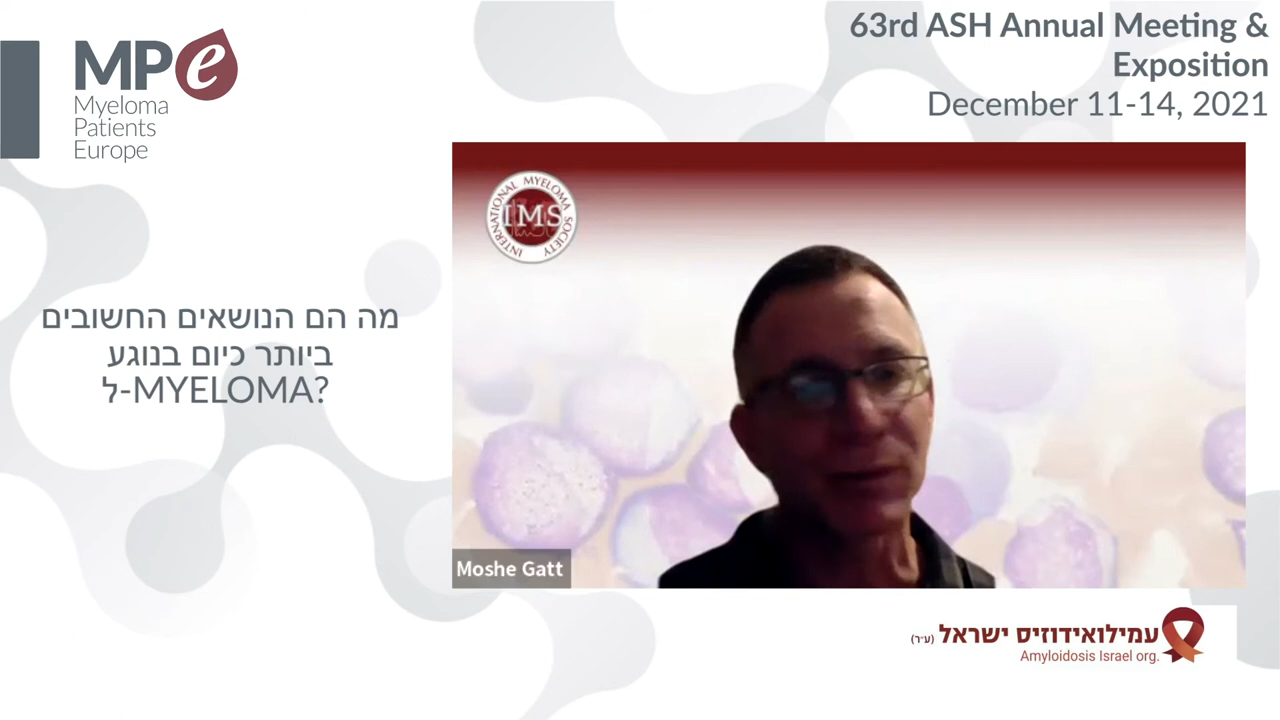 MPe
Myeloma
Patients
Europe
63rd ASH Annual Meeting &
Exposition
December 11-14, 2021
INTERNATIONAL MYELOMA SOCIETY
IMS
מה הם הנושאים החשובים
ביותר כיום בנוגע
ל-MYELOMA?
Moshe Gatt
עמילואידוזיס ישראל (ע״ר)
Amyloidosis Israel org.